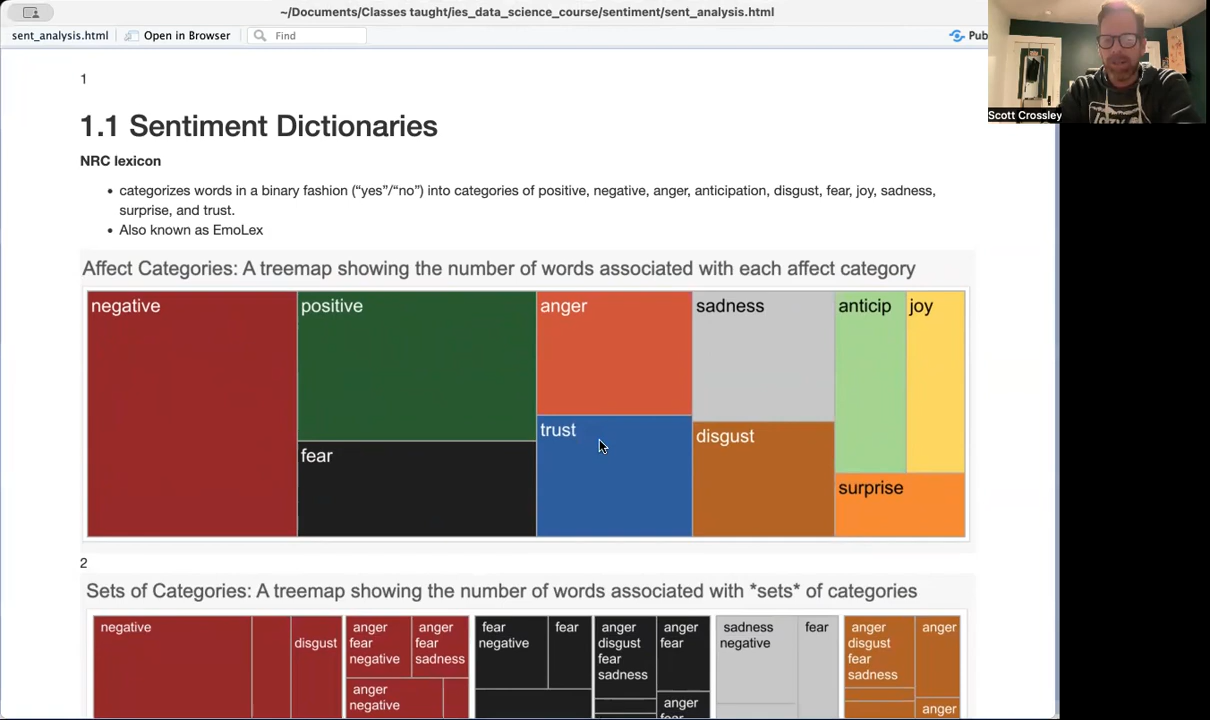 ~/Documents/Classes taught/ies_data_science_course/sentiment/sent_analysis.html
sent_analysis.html Open in Browser Find Pub
Scott Crossley
1
1.1 Sentiment Dictionaries
NRC lexicon
• categorizes words in a binary fashion (“yes”/“no”) into categories of positive, negative, anger, anticipation, disgust, fear, joy, sadness,
surprise, and trust.
• Also known as EmoLex
Affect Categories: A treemap showing the number of words associated with each affect category
negative positive anger sadness anticip joy
trust disgust
fear
surprise
2
Sets of Categories: A treemap showing the number of words associated with *sets* of categories
negative
disgust
anger
fear
negative
anger
fear
sadness
anger
negative
fear
negative
fear
anger
disgust
fear
sadness
anger
fear
anger
fear
sadness
negative
fear
anger
disgust
fear
sadness
anger
anger